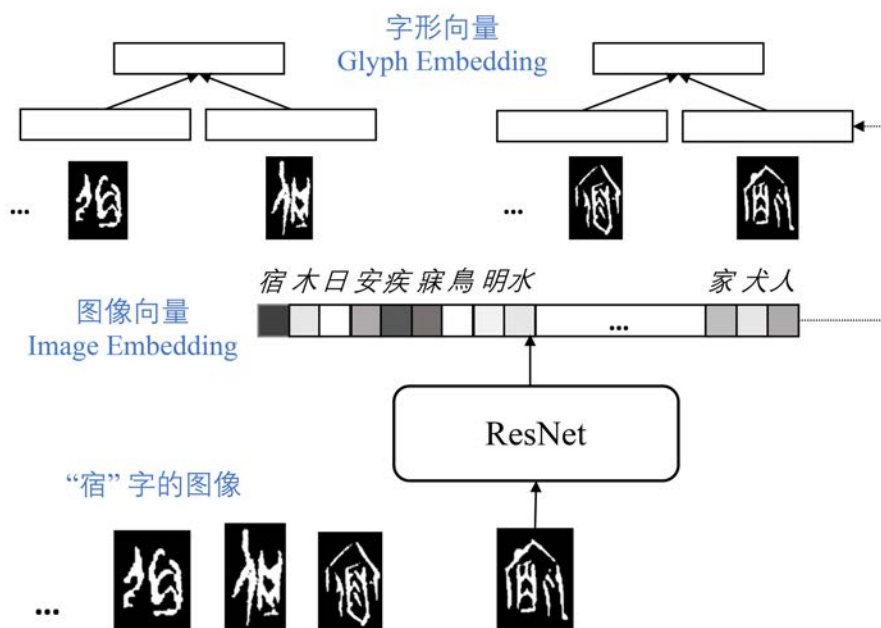 字形向量
Glyph Embedding
...
...
宿 木 日 安 疾 寐 鳥 明 水 家 犬 人
图像向量
Image Embedding
...
ResNet
“宿” 字的图像
...